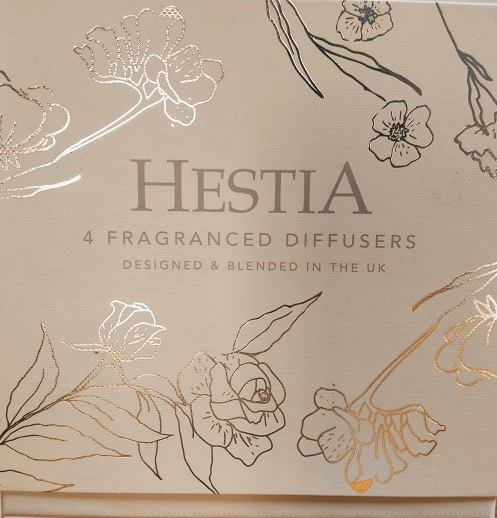 HESTIA
4 FRAGRANCED DIFFUSERS
DESIGNED & BLENDED IN THE UK